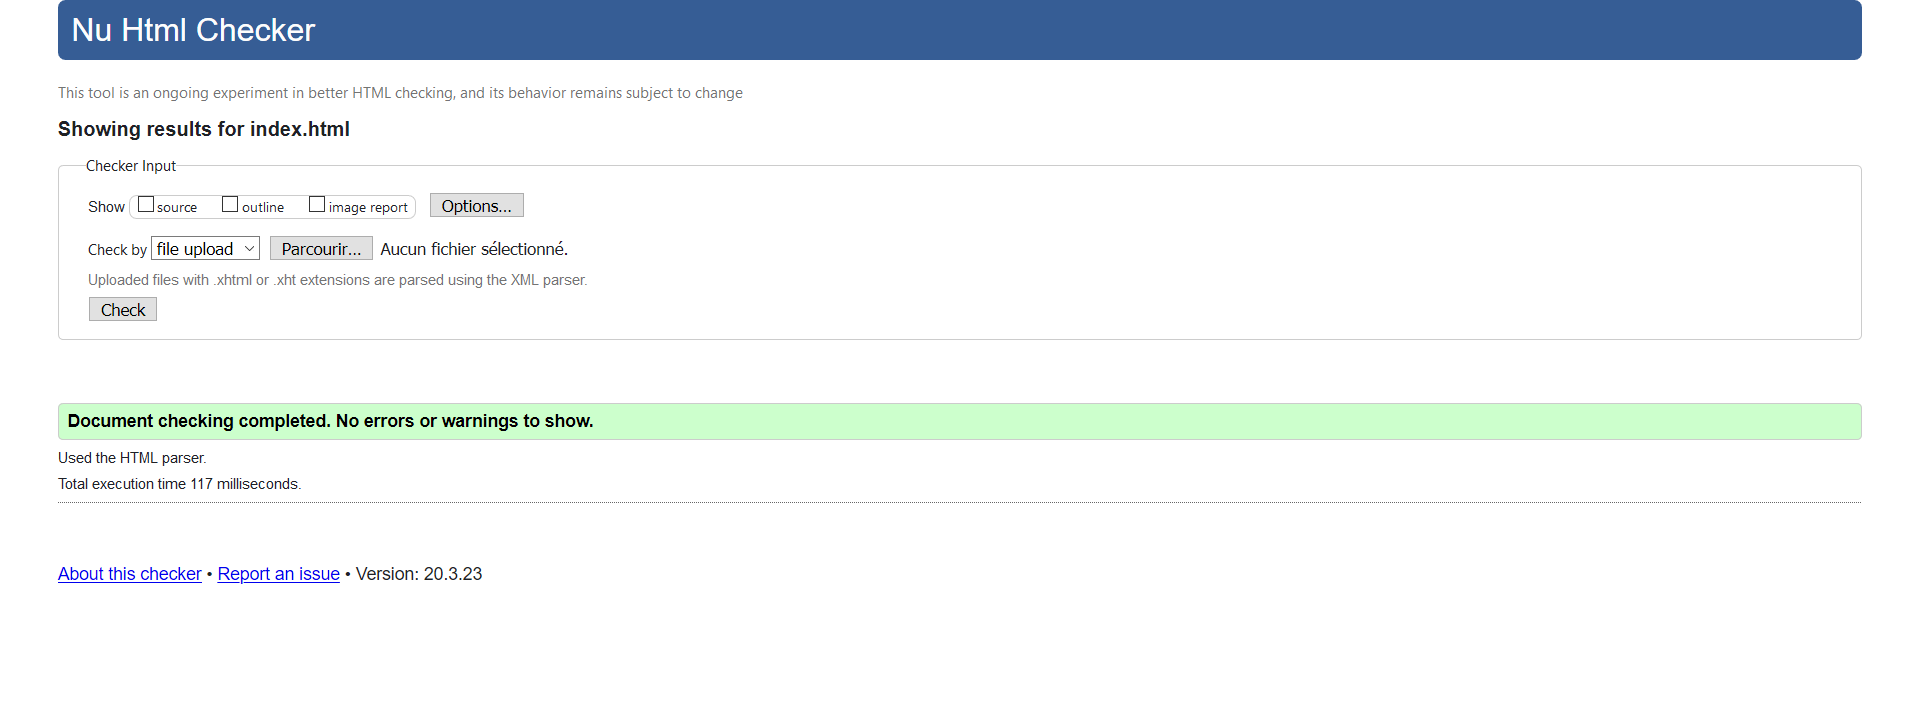 Nu Html Checker
This tool is an ongoing experiment in better HTML checking, and its behavior remains subject to change
Showing results for index.html
Checker Input
Show source outline image report Options...
Check by file upload Parcourir... Aucun fichier sélectionné.
Uploaded files with .xhtml or .xht extensions are parsed using the XML parser.
Check
Document checking completed. No errors or warnings to show.
Used the HTML parser.
Total execution time 117 milliseconds.
About this checker • Report an issue • Version: 20.3.23